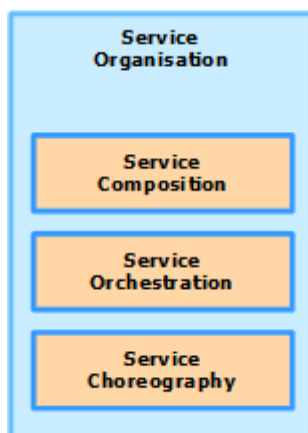 Service
Organisation
Service
Composition
Service
Orchestration
Service
Choreography